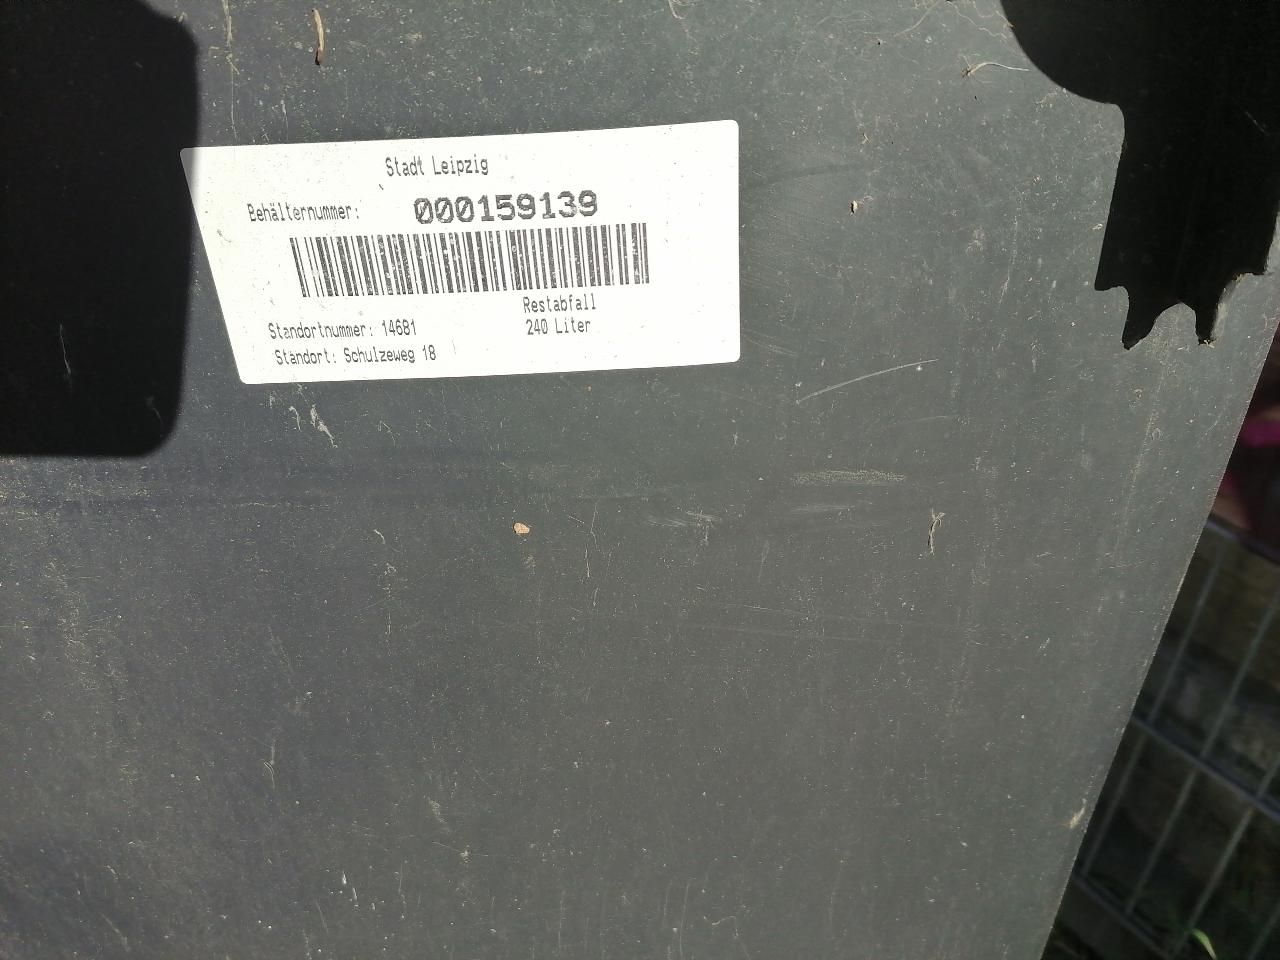 Stadt Leipzig
Behälternummer: 000159139
Restabfall
Standortnummer: 14681 240 Liter
Standort: Schulzeweg 18